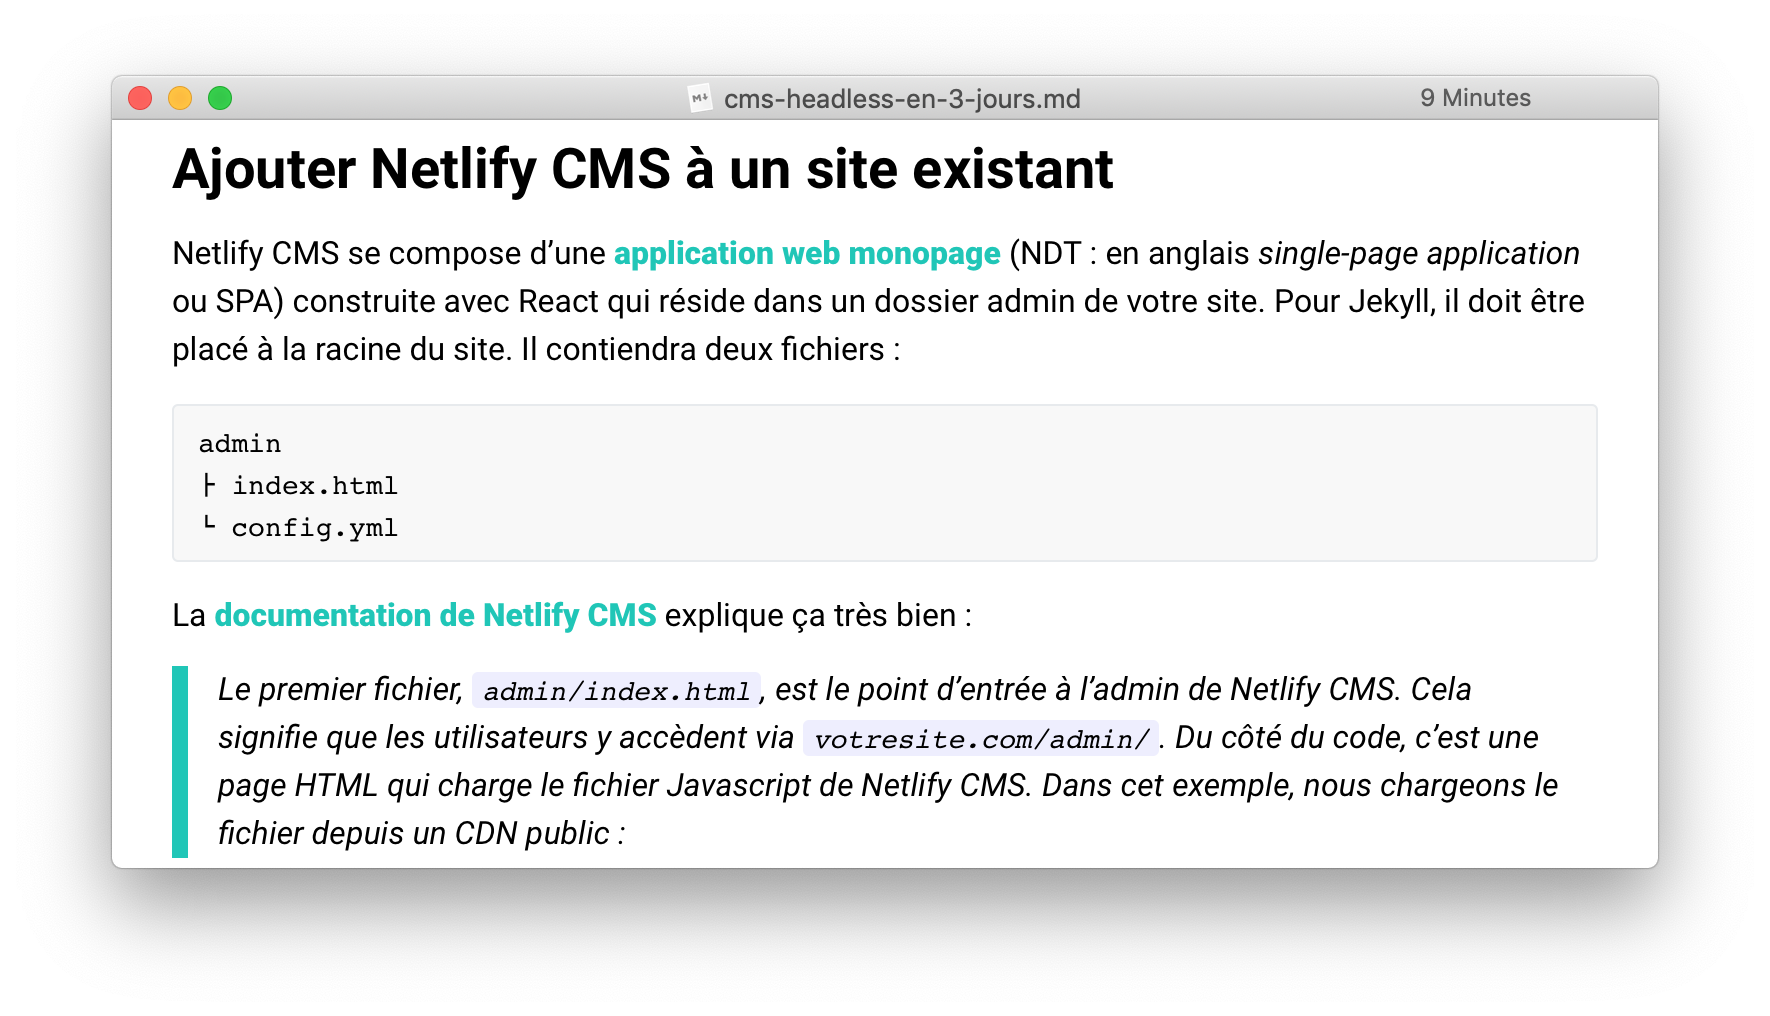 cms-headless-en-3-jours.md
9 Minutes
Ajouter Netlify CMS à un site existant
Netlify CMS se compose d’une application web monopage (NDT : en anglais single-page application
ou SPA) construite avec React qui réside dans un dossier admin de votre site. Pour Jekyll, il doit être
placé à la racine du site. Il contiendra deux fichiers :
admin
├ index.html
└ config.yml
La documentation de Netlify CMS explique ça très bien :
Le premier fichier, admin/index.html, est le point d’entrée à l’admin de Netlify CMS. Cela
signifie que les utilisateurs y accèdent via votresite.com/admin/. Du côté du code, c’est une
page HTML qui charge le fichier Javascript de Netlify CMS. Dans cet exemple, nous chargeons le
fichier depuis un CDN public :